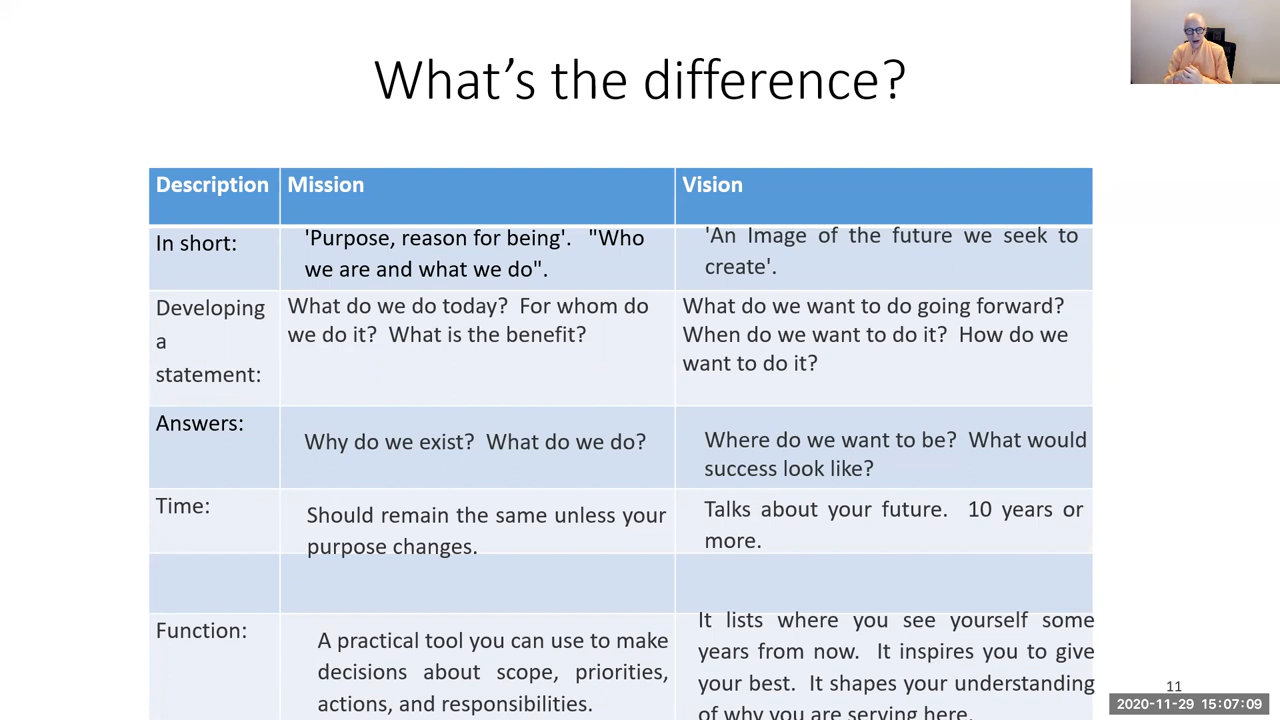 What's the difference?
Description
Mission
Vision
In short:
'Purpose, reason for being'.   "Who
we are and what we do".
'An Image of the future we seek to
create'.
Developing
a
statement:
What do we do today?  For whom do
we do it?  What is the benefit?
What do we want to do going forward?
When do we want to do it?  How do we
want to do it?
Answers:
Why do we exist?  What do we do?
Where do we want to be?  What would
success look like?
Time:
Should remain the same unless your
purpose changes.
Talks about your future.  10 years or
more.
Function:
A practical tool you can use to make
decisions about scope, priorities,
actions, and responsibilities.
It lists where you see yourself some
years from now.  It inspires you to give
your best.  It shapes your understanding
of why you are serving here.
11
2020-11-29 15:07:09